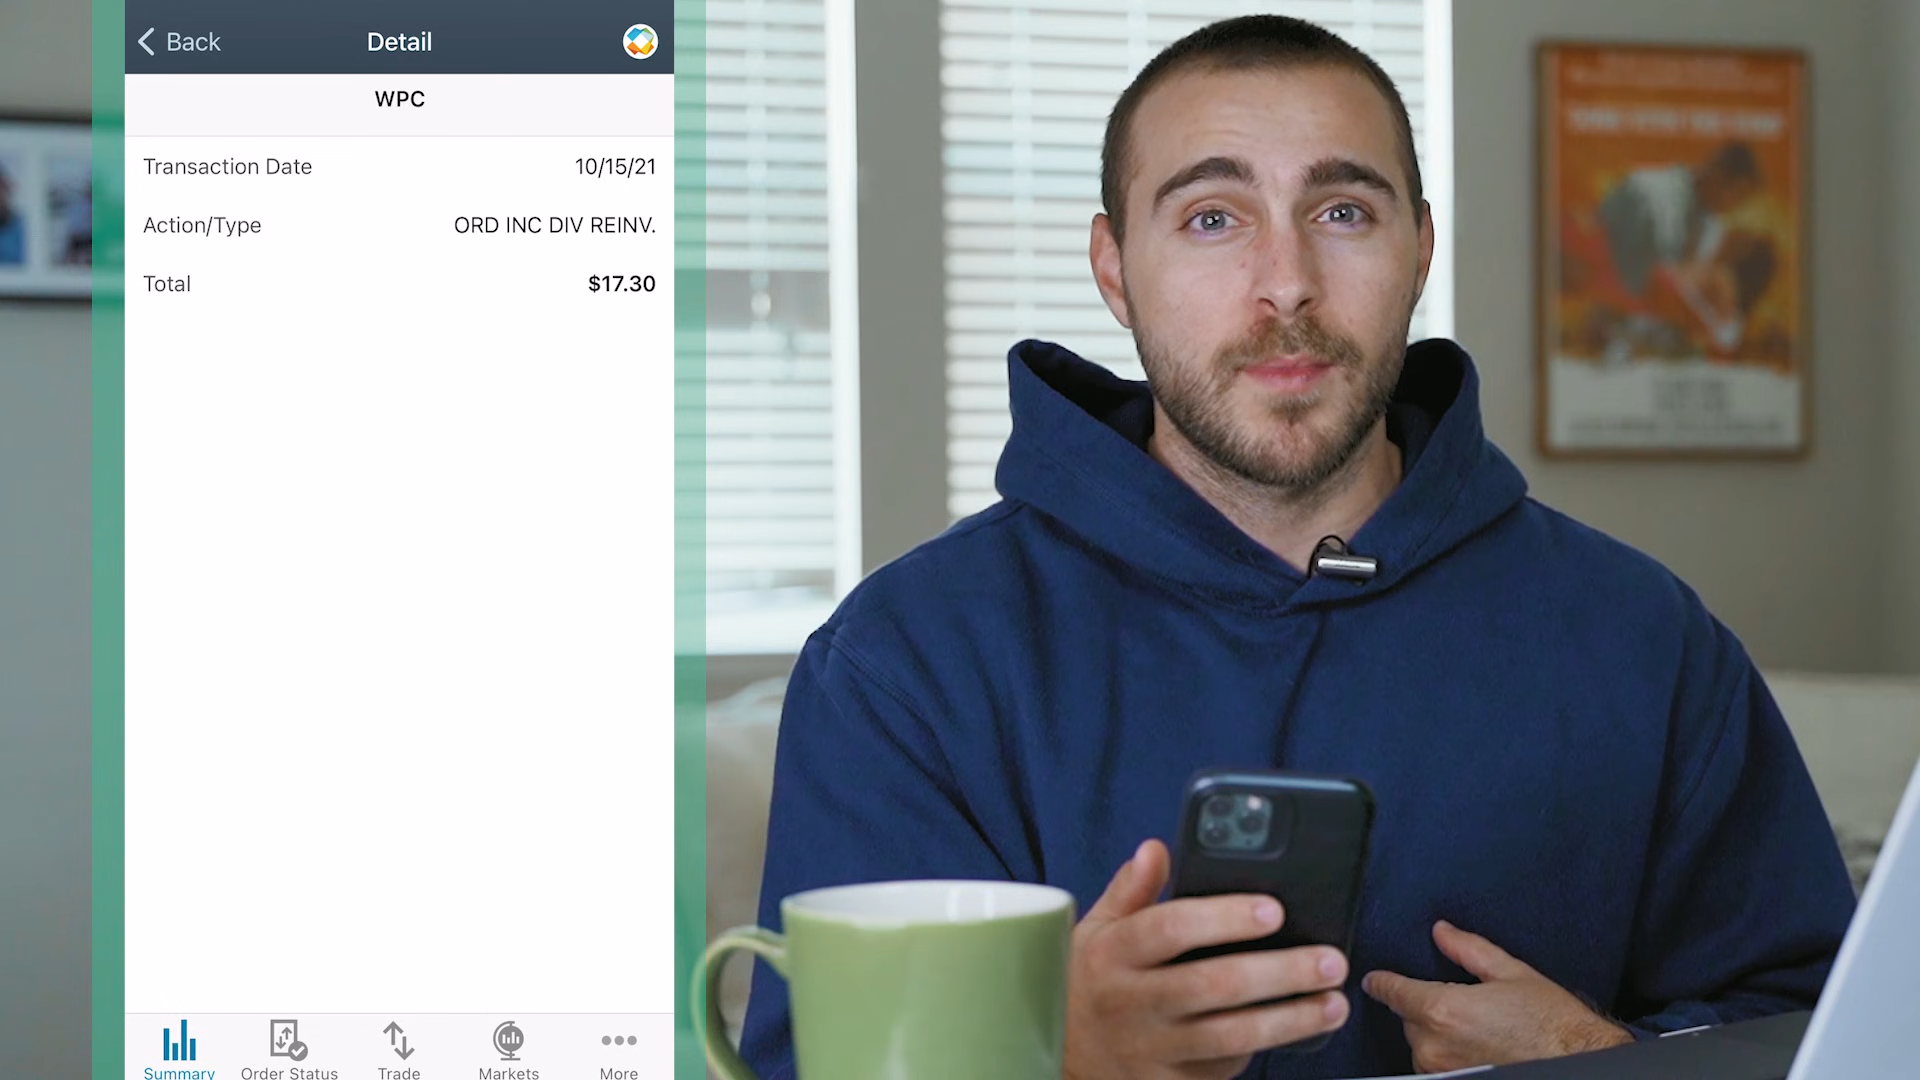 Back
Detail
WPC
Transaction Date 10/15/21
Action/Type ORD INC DIV REINV.
Total $17.30
Summary
Order Status
Trade
Markets
More